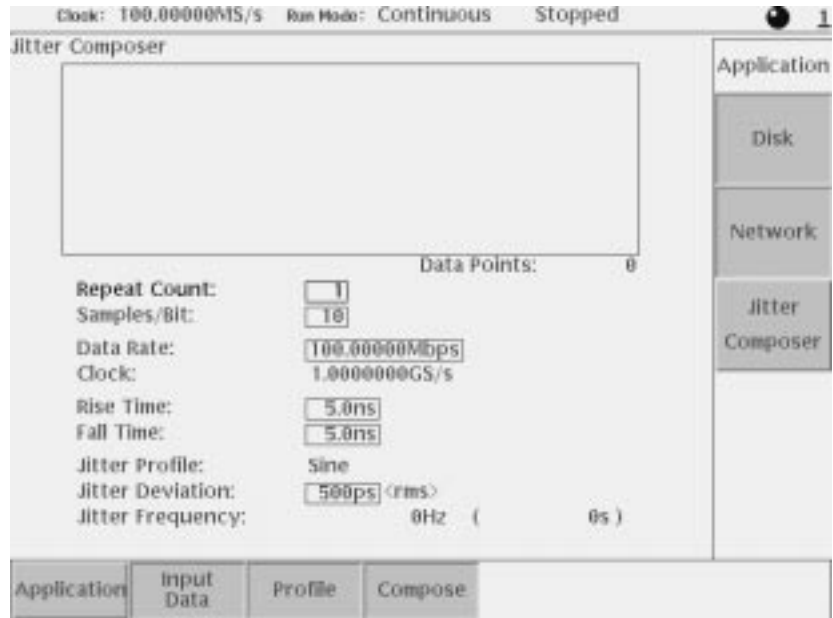 Clock: 100.00000MS/s Run Mode: Continuous Stopped 1
Jitter Composer
Application
Disk
Network
Jitter
Composer
Data Points: 0
Repeat Count: 1
Samples/Bit: 10
Data Rate: 100.00000Mbps
Clock: 1.0000000GS/s
Rise Time: 5.0ns
Fall Time: 5.0ns
Jitter Profile: Sine
Jitter Deviation: 500ps <rms>
Jitter Frequency: 0Hz ( 0s )
Application
Input
Data
Profile
Compose